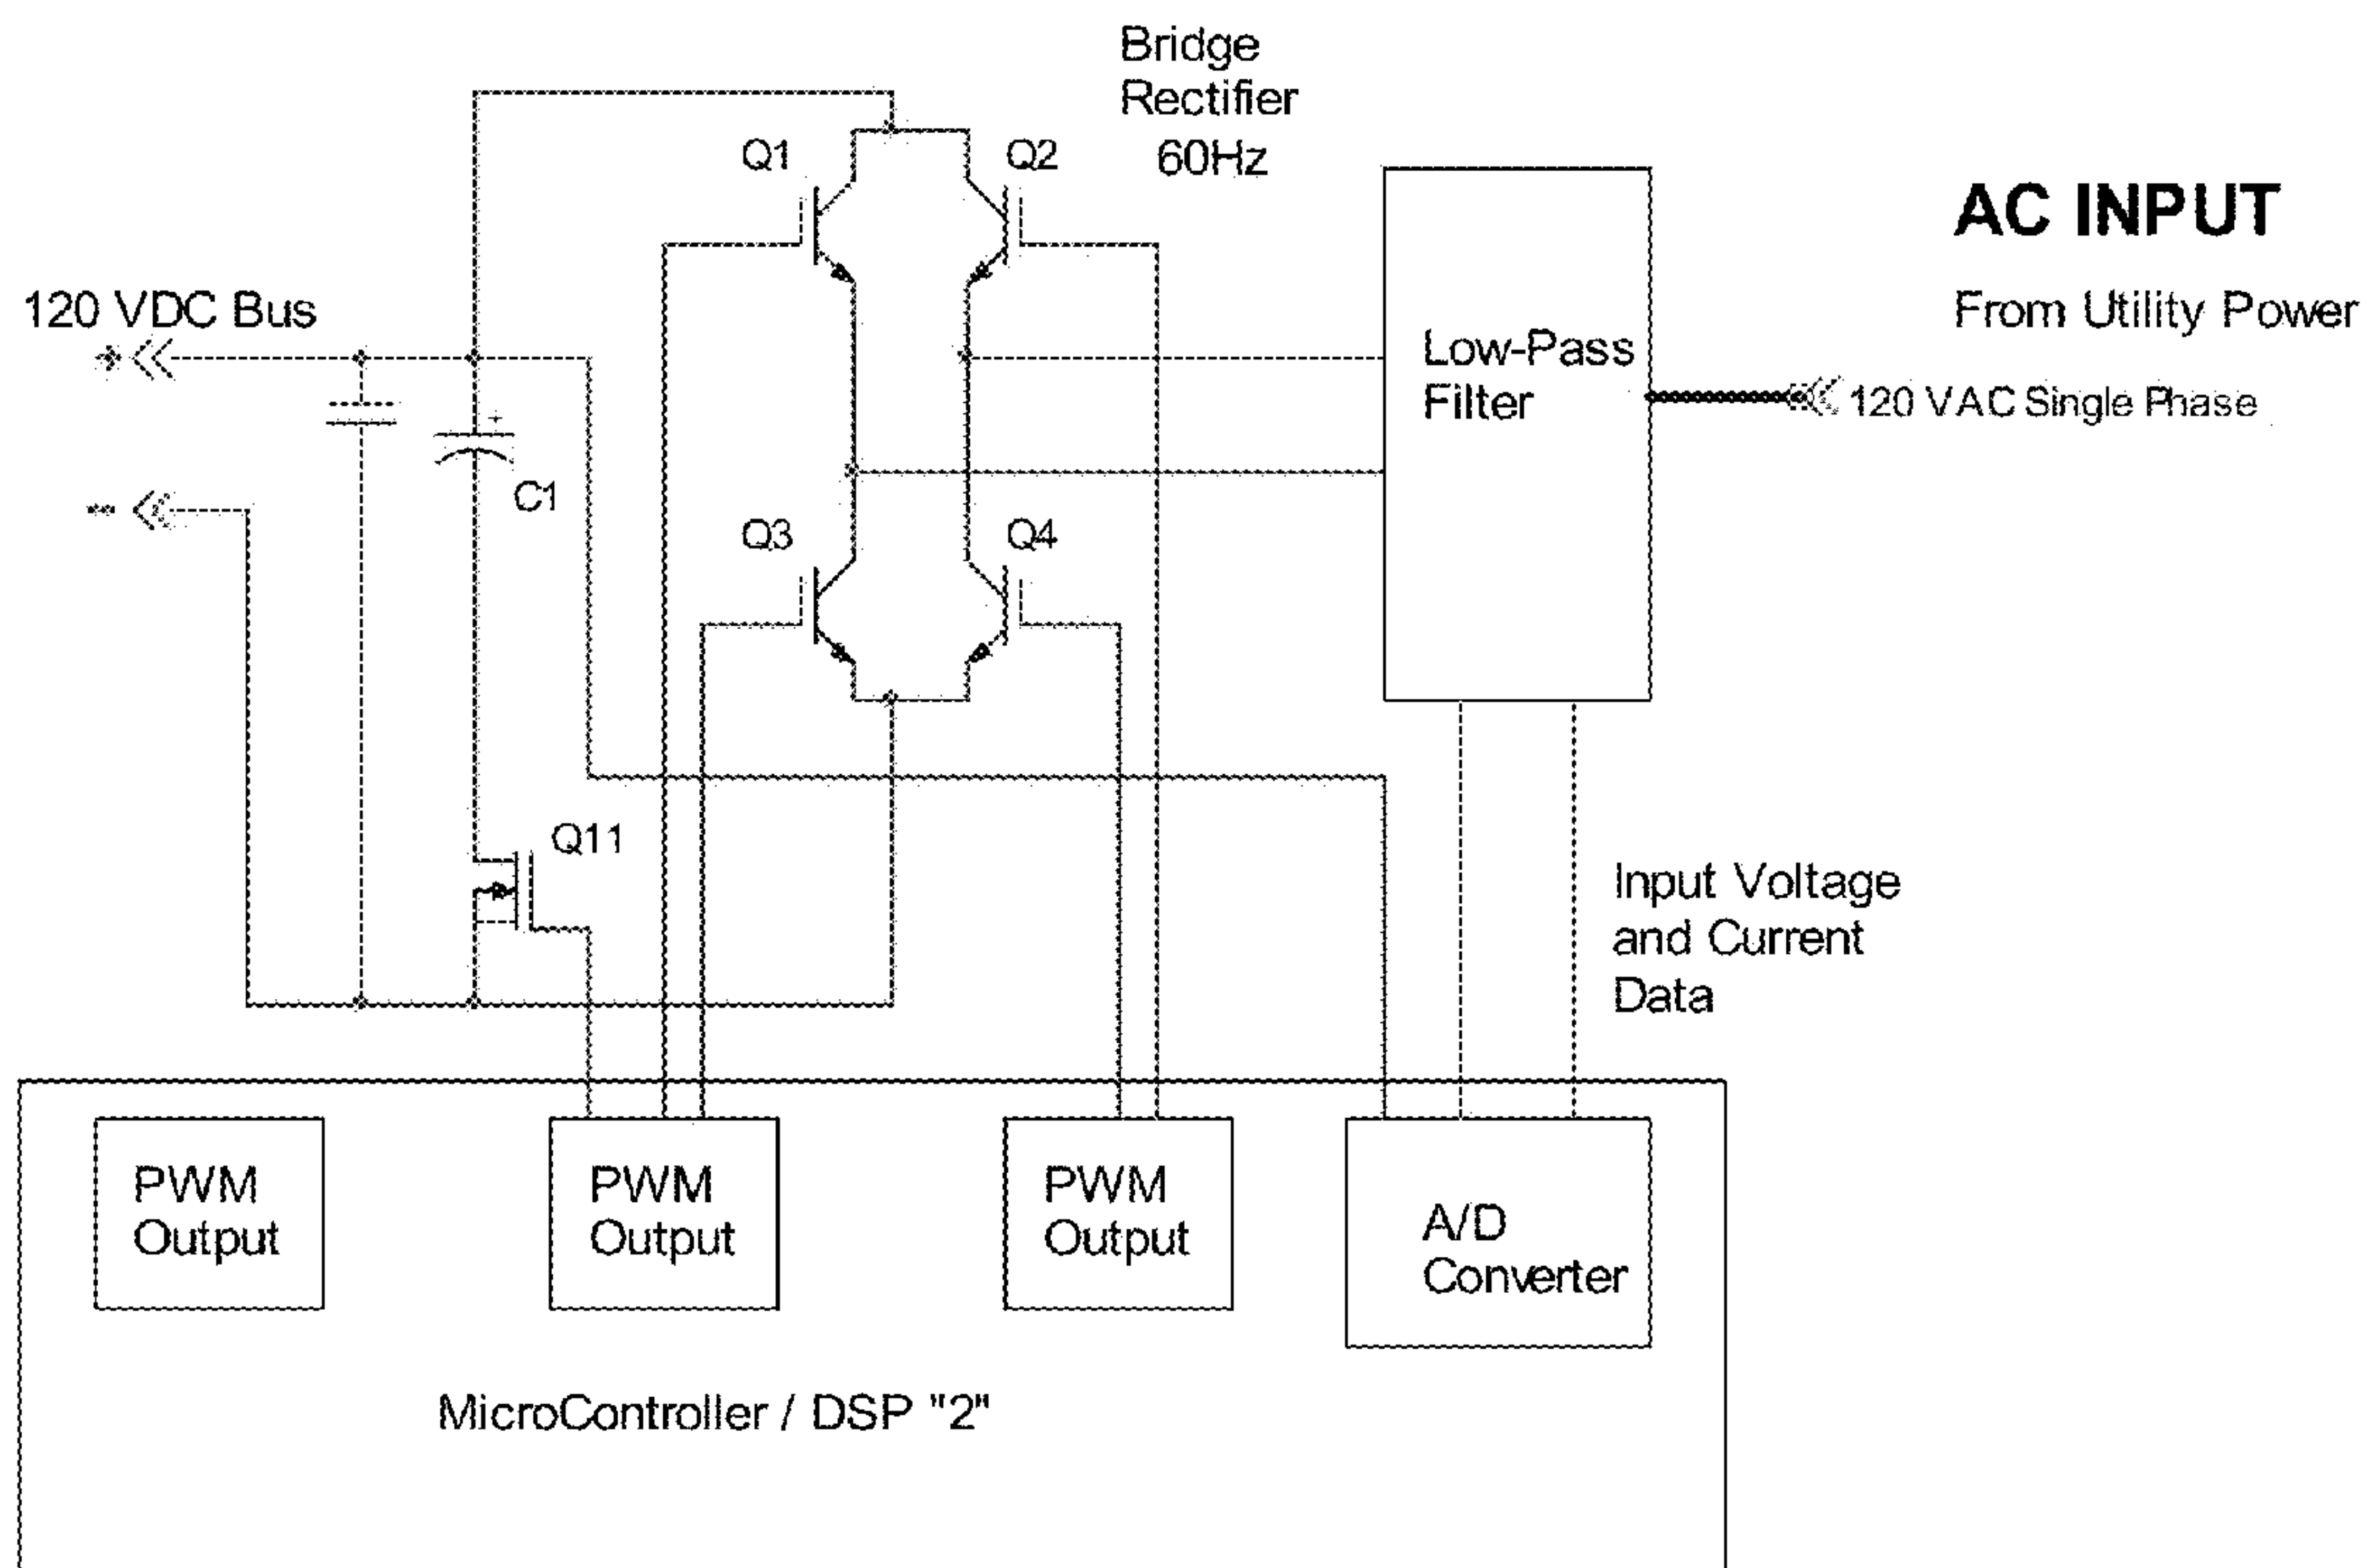 Bridge
Rectifier
60Hz
Q1
Q2
AC INPUT
From Utility Power
120 VDC Bus
Low-Pass
Filter
120 VAC Single Phase
+
C1
Q3
Q4
Q11
Input Voltage
and Current
Data
PWM
Output
PWM
Output
PWM
Output
A/D
Converter
MicroController / DSP "2"